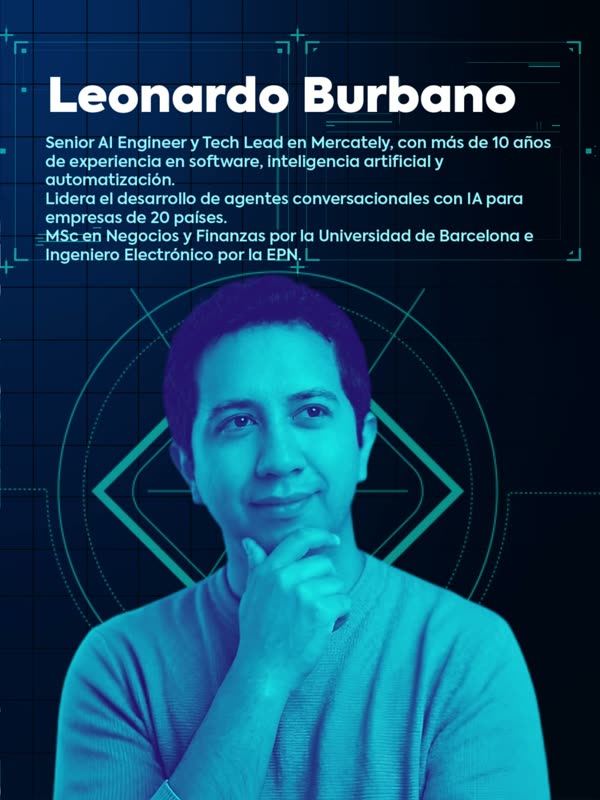 Leonardo Burbano
Senior AI Engineer y Tech Lead en Mercately, con más de 10 años
de experiencia en software, inteligencia artificial y
automatización.
Lidera el desarrollo de agentes conversacionales con IA para
empresas de 20 países.
MSc en Negocios y Finanzas por la Universidad de Barcelona e
Ingeniero Electrónico por la EPN.